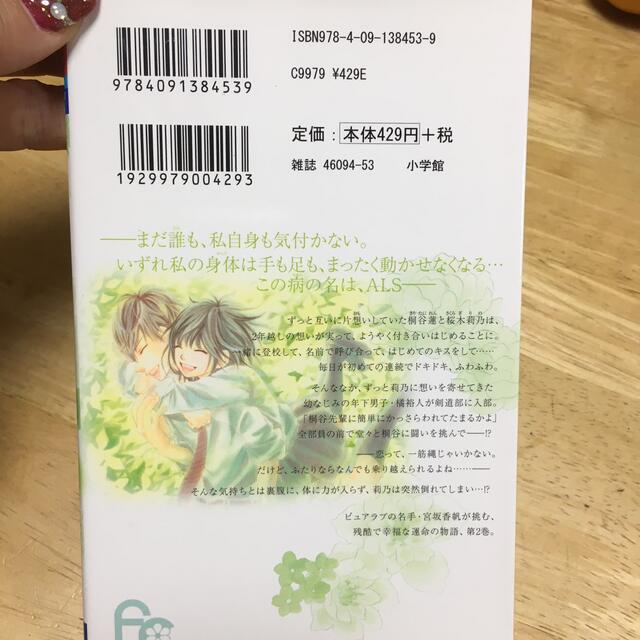 ISBN978-4-09-138453-9
9784091384539
C9979 ¥429E
定価：本体429円＋税
雑誌 46094-53 小学館
1929979004293
――まだ誰も、私自身も気付かない。
いずれ私の身体は手も足も、まったく動かせなくなる…
この病の名は、ALS――
ずっと互いに片想いしていた桐谷蓮と桜木莉乃は、
2年越しの想いが実って、ようやく付き合いはじめることに。
一緒に登校して、名前で呼び合って、はじめてのキスをして……
毎日が初めての連続でドキドキ、ふわふわ。
そんななか、ずっと莉乃に想いを寄せてきた
幼なじみの年下男子・橘裕人が剣道部に入部。
「桐谷先輩に簡単にかっさらわれてたまるかよ」
全部員の前で堂々と桐谷に闘いを挑んで――!?
――恋って、一筋縄じゃいかない。
だけど、ふたりならなんでも乗り越えられるよね……――
そんな気持ちとは裏腹に、体に力が入らず、莉乃は突然倒れてしまい…!?
ピュアラブの名手・宮坂香帆が挑む、
残酷で幸福な運命の物語、第2巻。